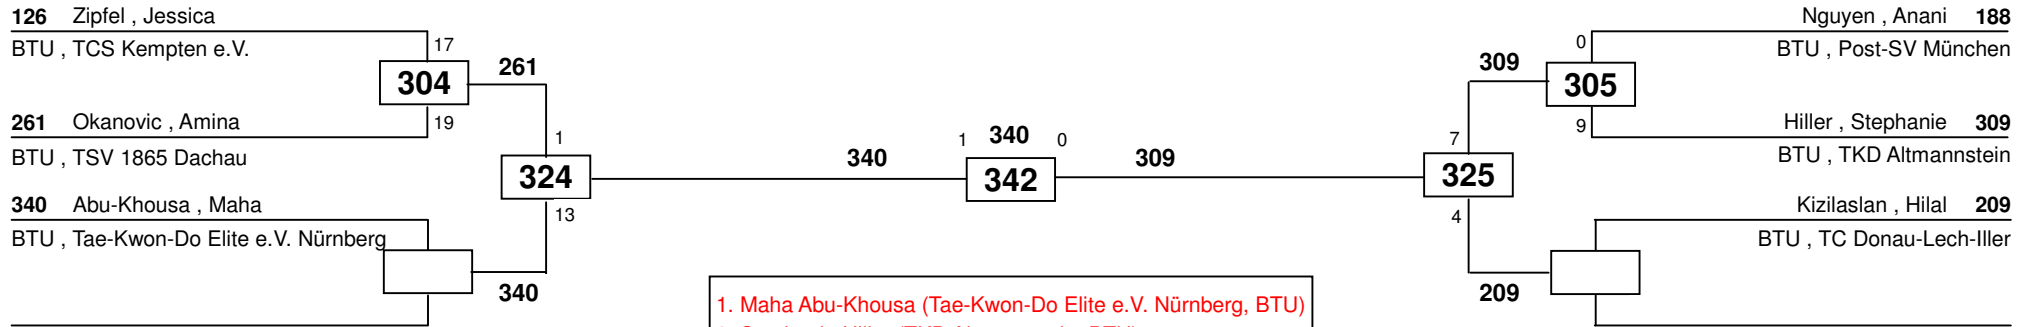 126 Zipfel , Jessica
BTU , TCS Kempten e.V.
17
304
261
261 Okanovic , Amina
19
BTU , TSV 1865 Dachau
1
324
340
13
340 Abu-Khousa , Maha
BTU , Tae-Kwon-Do Elite e.V. Nürnberg
340
1 340 0
342
309
Nguyen , Anani 188
0
BTU , Post-SV München
309
305
Hiller , Stephanie 309
9
BTU , TKD Altmannstein
7
325
4
Kizilaslan , Hilal 209
BTU , TC Donau-Lech-Iller
209
1. Maha Abu-Khousa (Tae-Kwon-Do Elite e.V. Nürnberg, BTU)